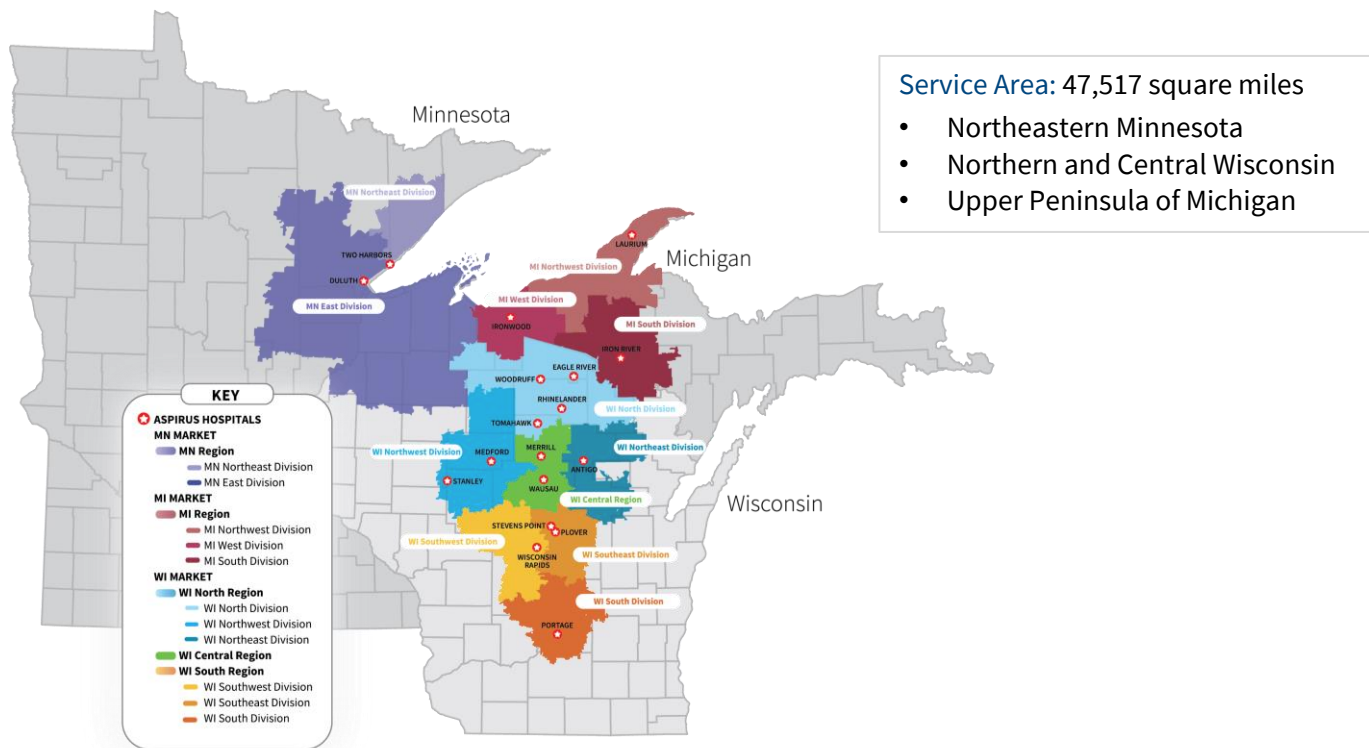 Minnesota
Service Area: 47,517 square miles
• Northeastern Minnesota
• Northern and Central Wisconsin
• Upper Peninsula of Michigan
MN Northeast Division
LAURIUM
Michigan
TWO HARBORS
MI Northwest Division
DULUTH
MN East Division
MI West Division
IRONWOOD
MI South Division
IRON RIVER
EAGLE RIVER
WOODRUFF
RHINELANDER
WI North Division
TOMAHAWK
WI Northwest Division
MEDFORD
MERRILL
WI Northeast Division
ANTIGO
STANLEY
WAUSAU
WI Central Region
Wisconsin
STEVENS POINT
PLOVER
WI Southwest Division
WISCONSIN
RAPIDS
WI Southeast Division
WI South Division
PORTAGE
KEY
ASPIRUS HOSPITALS
MN MARKET
MN Region
MN Northeast Division
MN East Division
MI MARKET
MI Region
MI Northwest Division
MI West Division
MI South Division
WI MARKET
WI North Region
WI North Division
WI Northwest Division
WI Northeast Division
WI Central Region
WI South Region
WI Southwest Division
WI Southeast Division
WI South Division